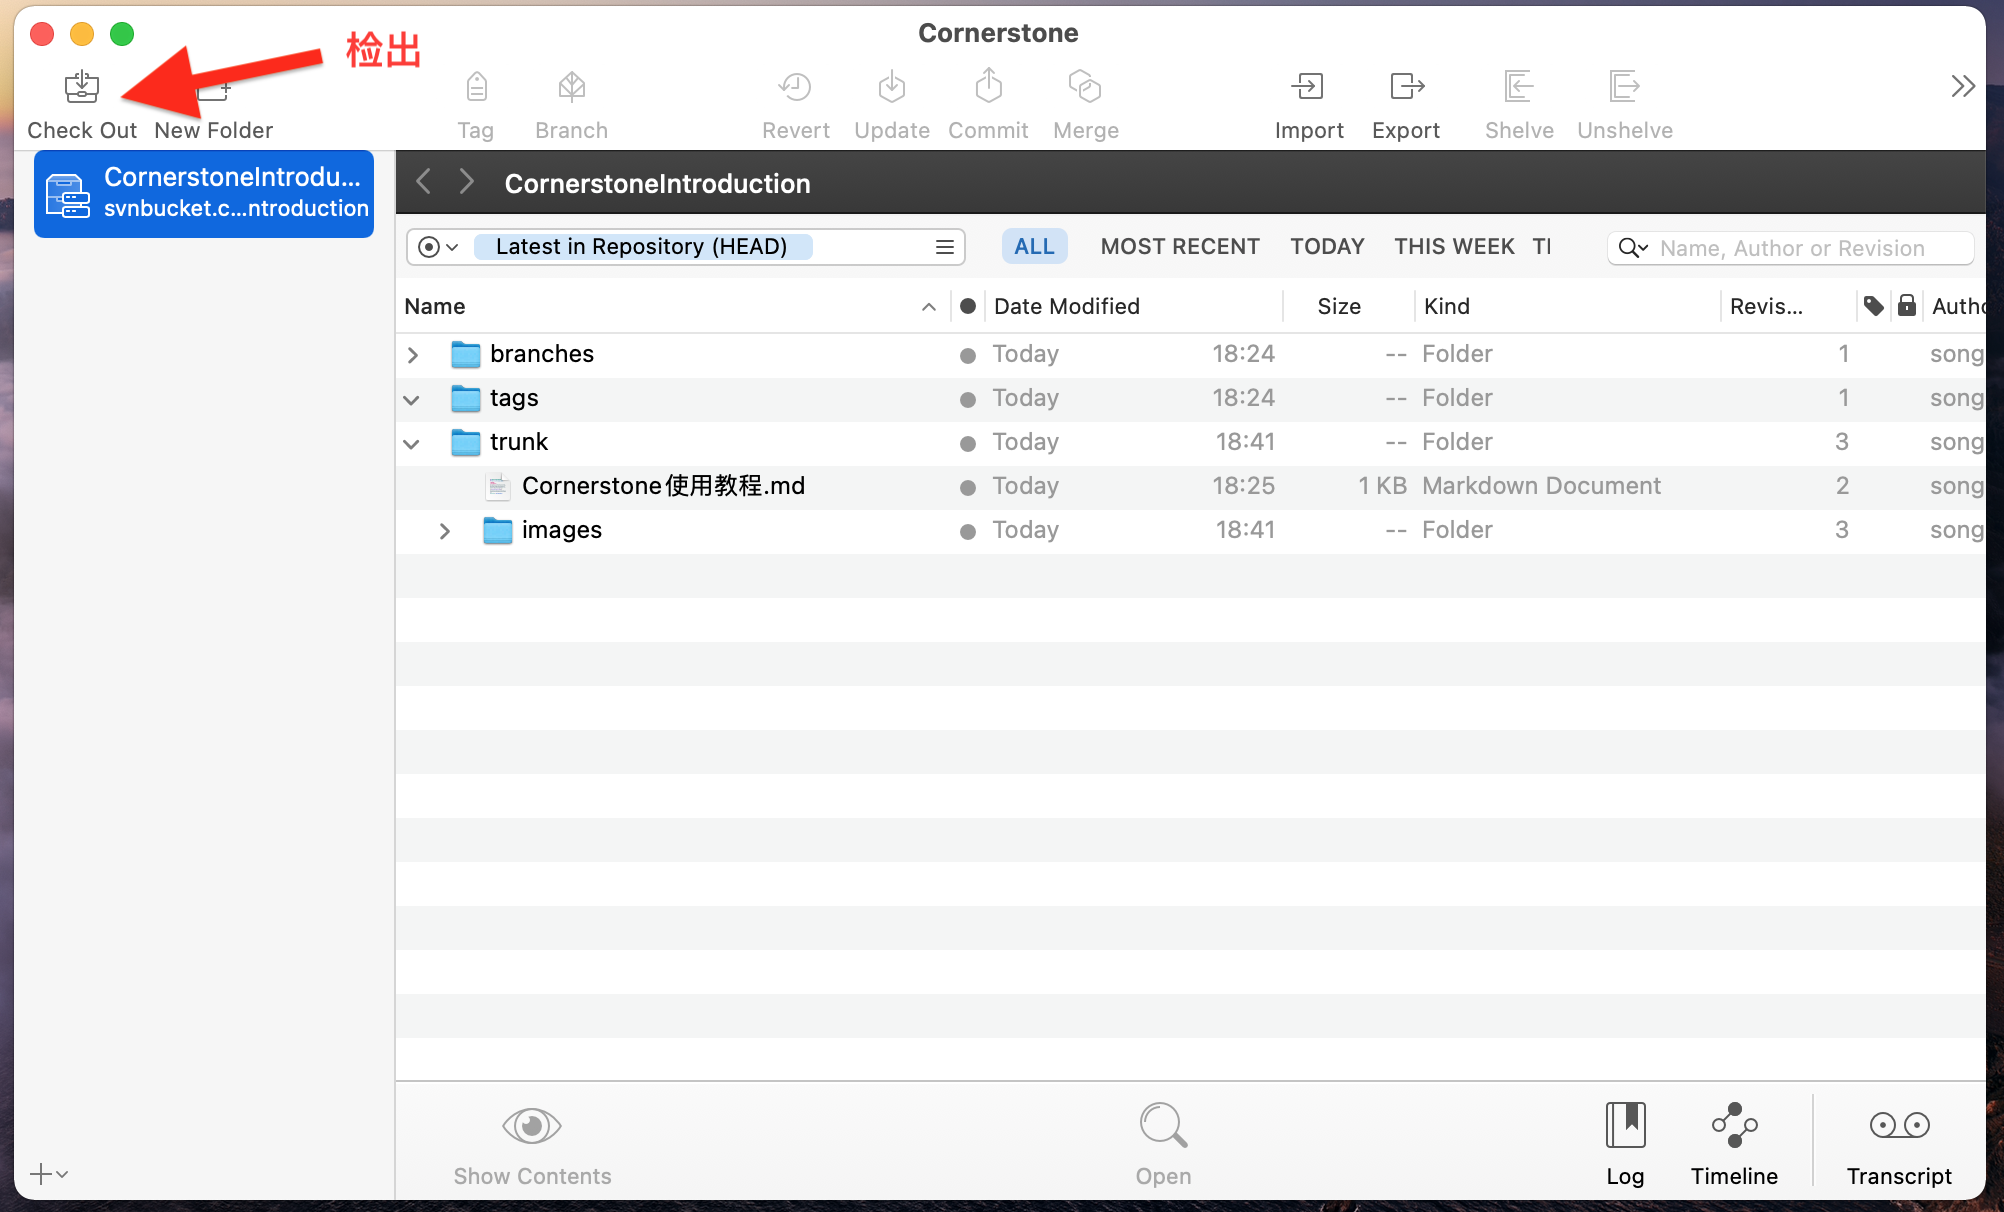 Cornerstone
检出
Check Out New Folder Tag Branch Revert Update Commit Merge Import Export Shelve Unshelve
CornerstoneIntrodu...
svnbucket.c...ntroduction
CornerstoneIntroduction
Latest in Repository (HEAD) ALL MOST RECENT TODAY THIS WEEK TI Name, Author or Revision
Name Date Modified Size Kind Revis... Autho
branches Today 18:24 -- Folder 1 song
tags Today 18:24 -- Folder 1 song
trunk Today 18:41 -- Folder 3 song
Cornerstone使用教程.md Today 18:25 1 KB Markdown Document 2 song
images Today 18:41 -- Folder 3 song
Show Contents Open Log Timeline Transcript